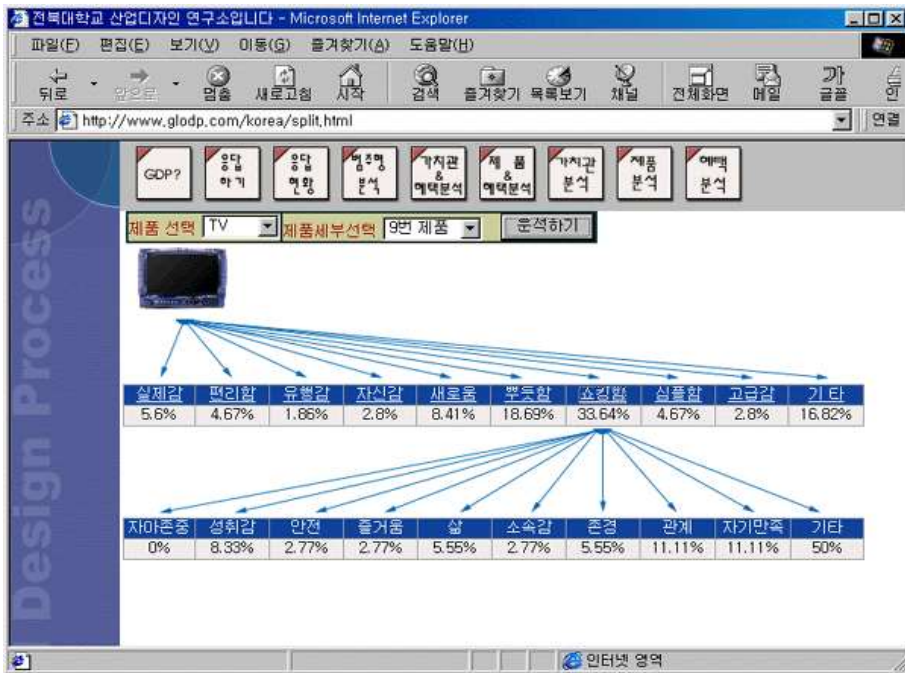 전북대학교 산업디자인 연구소입니다 - Microsoft Internet Explorer
파일(F) 편집(E) 보기(V) 이동(G) 즐겨찾기(A) 도움말(H)
뒤로 앞으로 멈춤 새로고침 시작 검색 즐겨찾기 목록보기 채널 전체화면 메일 글꼴 인
주소 http://www.glodp.com/korea/split.html 연결
GDP? 응답하기 응답현황 범주명분석 가치관&혜택분석 제품&혜택분석 가치관분석 제품분석 혜택분석
제품 선택 TV 제품세부선택 9번 제품 분석하기
실제감 편리함 유행감 자신감 새로움 뿌듯함 쇼킹함 심플함 고급감 기타
5.6% 4.67% 1.86% 2.8% 8.41% 18.69% 33.64% 4.67% 2.8% 16.82%
자아존중 성취감 안전 즐거움 삶 소속감 존경 관계 자기만족 기타
0% 8.33% 2.77% 2.77% 5.55% 2.77% 5.55% 11.11% 11.11% 50%
Design Process
인터넷 영역